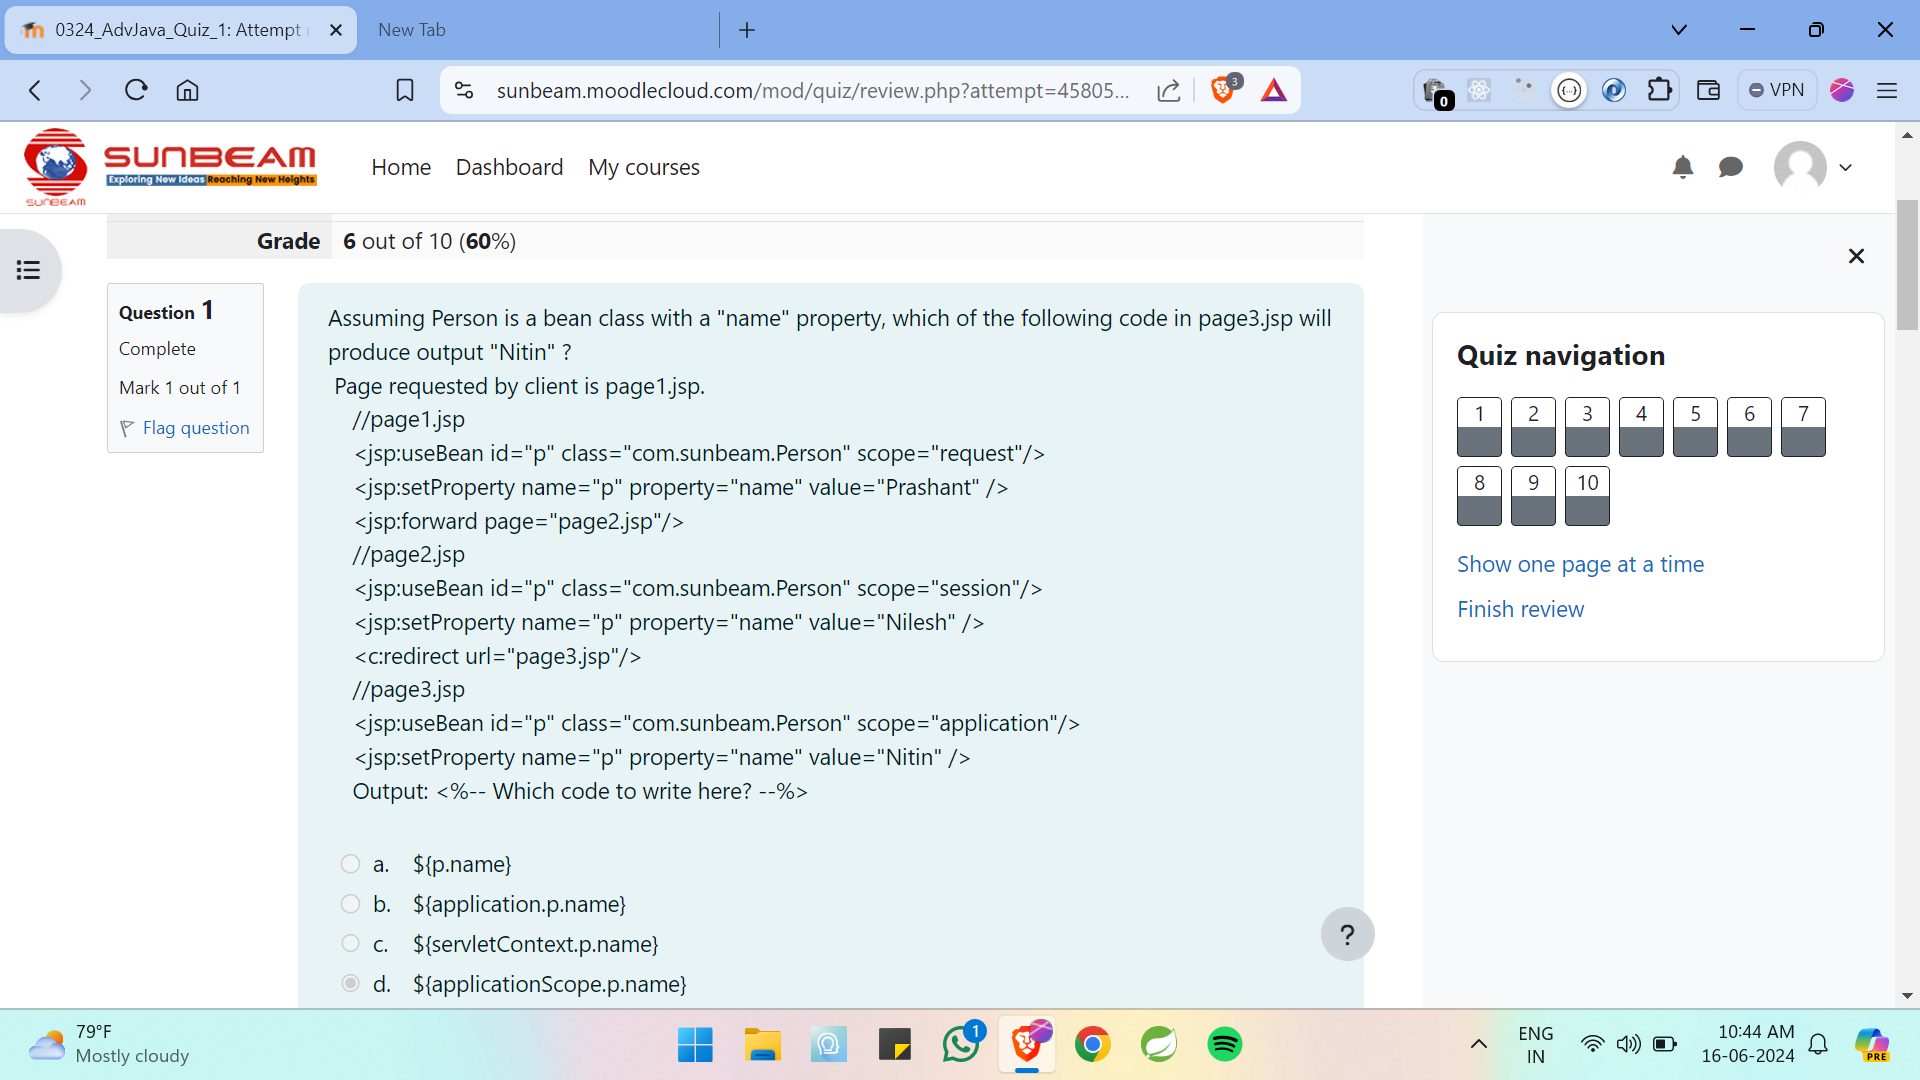 0324_AdvJava_Quiz_1: Attempt
New Tab
sunbeam.moodlecloud.com/mod/quiz/review.php?attempt=45805...
3
0
VPN
SUNBEAM
Exploring New Ideas Reaching New Heights
SUNBEAM
Home
Dashboard
My courses
Grade
6 out of 10 (60%)
Question 1
Complete
Mark 1 out of 1
Flag question
Assuming Person is a bean class with a "name" property, which of the following code in page3.jsp will
produce output "Nitin" ?
Page requested by client is page1.jsp.
//page1.jsp
<jsp:useBean id="p" class="com.sunbeam.Person" scope="request"/>
<jsp:setProperty name="p" property="name" value="Prashant" />
<jsp:forward page="page2.jsp"/>
//page2.jsp
<jsp:useBean id="p" class="com.sunbeam.Person" scope="session"/>
<jsp:setProperty name="p" property="name" value="Nilesh" />
<c:redirect url="page3.jsp"/>
//page3.jsp
<jsp:useBean id="p" class="com.sunbeam.Person" scope="application"/>
<jsp:setProperty name="p" property="name" value="Nitin" />
Output: <%-- Which code to write here? --%>
a. ${p.name}
b. ${application.p.name}
c. ${servletContext.p.name}
d. ${applicationScope.p.name}
?
Quiz navigation
1 2 3 4 5 6 7
8 9 10
Show one page at a time
Finish review
79°F
Mostly cloudy
1
ENG
IN
10:44 AM
16-06-2024
PRE